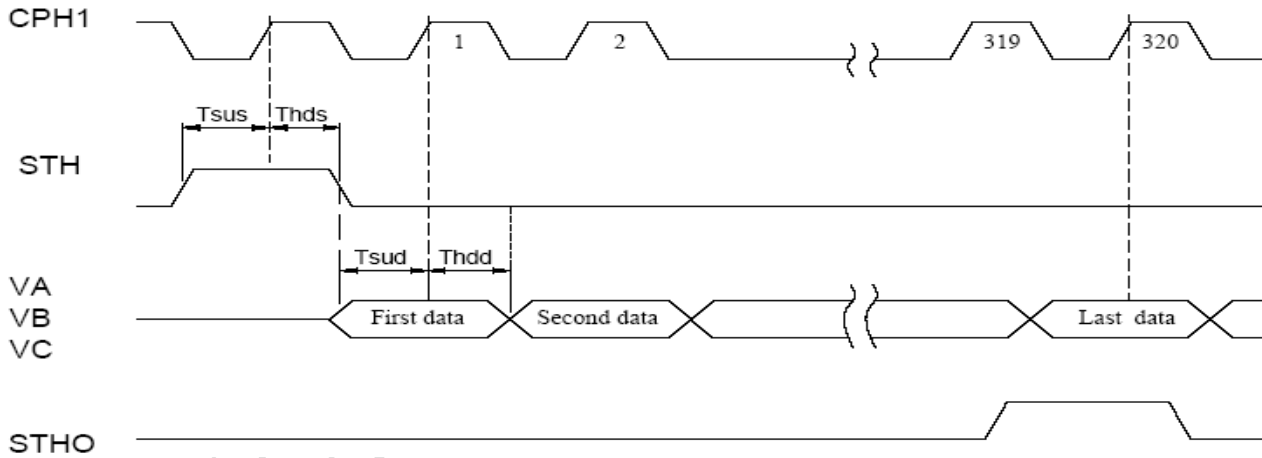 CPH1
1 2 319 320
Tsus Thds
STH
Tsud Thdd
VA
VB First data Second data Last data
VC
STHO